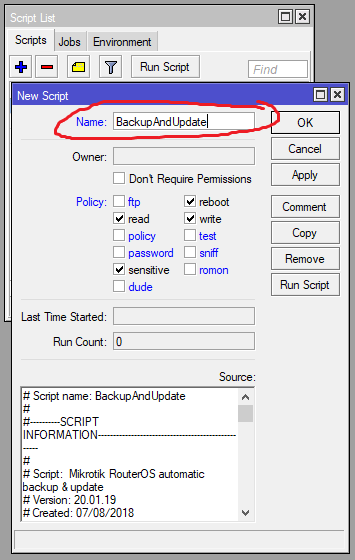 Script List
Scripts Jobs Environment
Run Script Find
New Script
Name: BackupAndUpdate OK
Cancel
Owner:
Don't Require Permissions Apply
Policy: ftp reboot
read write Comment
policy test Copy
password sniff Remove
sensitive romon
dude Run Script
Last Time Started:
Run Count: 0
Source:
# Script name: BackupAndUpdate
#
#----------SCRIPT
INFORMATION---------------------------------------------
-----
#
# Script:  Mikrotik RouterOS automatic
backup & update
# Version: 20.01.19
# Created: 07/08/2018